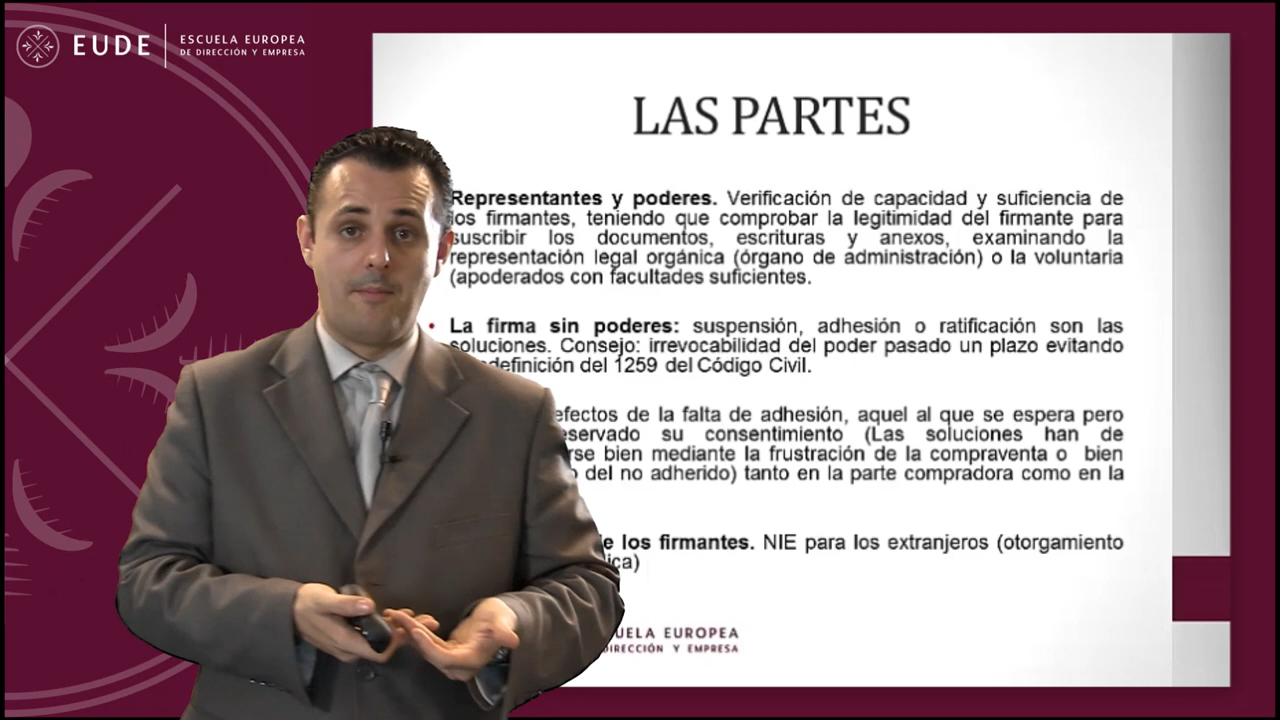 EUDE
ESCUELA EUROPEA
DE DIRECCIÓN Y EMPRESA
LAS PARTES
Representantes y poderes. Verificación de capacidad y suficiencia de
los firmantes, teniendo que comprobar la legitimidad del firmante para
suscribir los documentos, escrituras y anexos, examinando la
representación legal orgánica (órgano de administración) o la voluntaria
(apoderados con facultades suficientes.
La firma sin poderes: suspensión, adhesión o ratificación son las
soluciones. Consejo: irrevocabilidad del poder pasado un plazo evitando
definición del 1259 del Código Civil.
efectos de la falta de adhesión, aquel al que se espera pero
su consentimiento (Las soluciones han de
bien mediante la frustración de la compraventa o bien
del no adherido) tanto en la parte compradora como en la
los firmantes. NIE para los extranjeros (otorgamiento
EUROPEA
Y EMPRESA